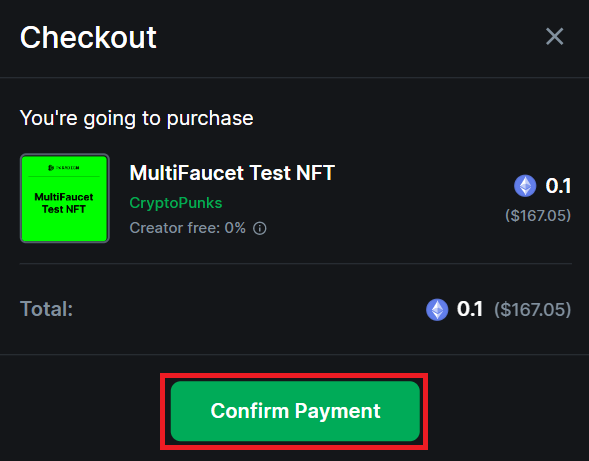 Checkout
You're going to purchase
MultiFaucet
Test NFT
MultiFaucet Test NFT
0.1
CryptoPunks
($167.05)
Creator free: 0%
Total:
0.1 ($167.05)
Confirm Payment